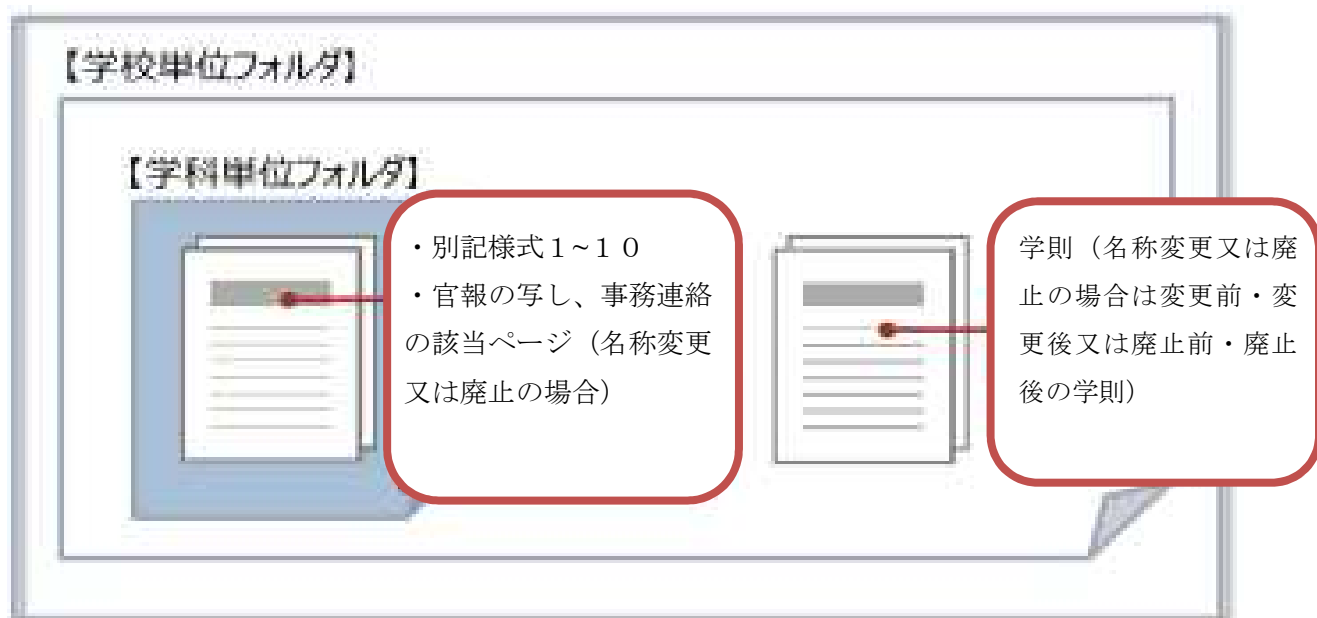 【学校単位フォルダ】
【学科単位フォルダ】
・別記様式１~１０
・官報の写し、事務連絡
の該当ページ（名称変更
又は廃止の場合）
学則（名称変更又は廃
止の場合は変更前・変
更後又は廃止前・廃止
後の学則）